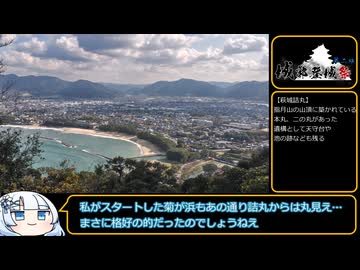 【萩城詰丸】
指月山の山頂に築かれている
本丸、二の丸があった
遺構として天守台や
池の跡なども残る
私がスタートした菊が浜もあの通り詰丸からは丸見え…
まさに格好の的だったのでしょうねえ